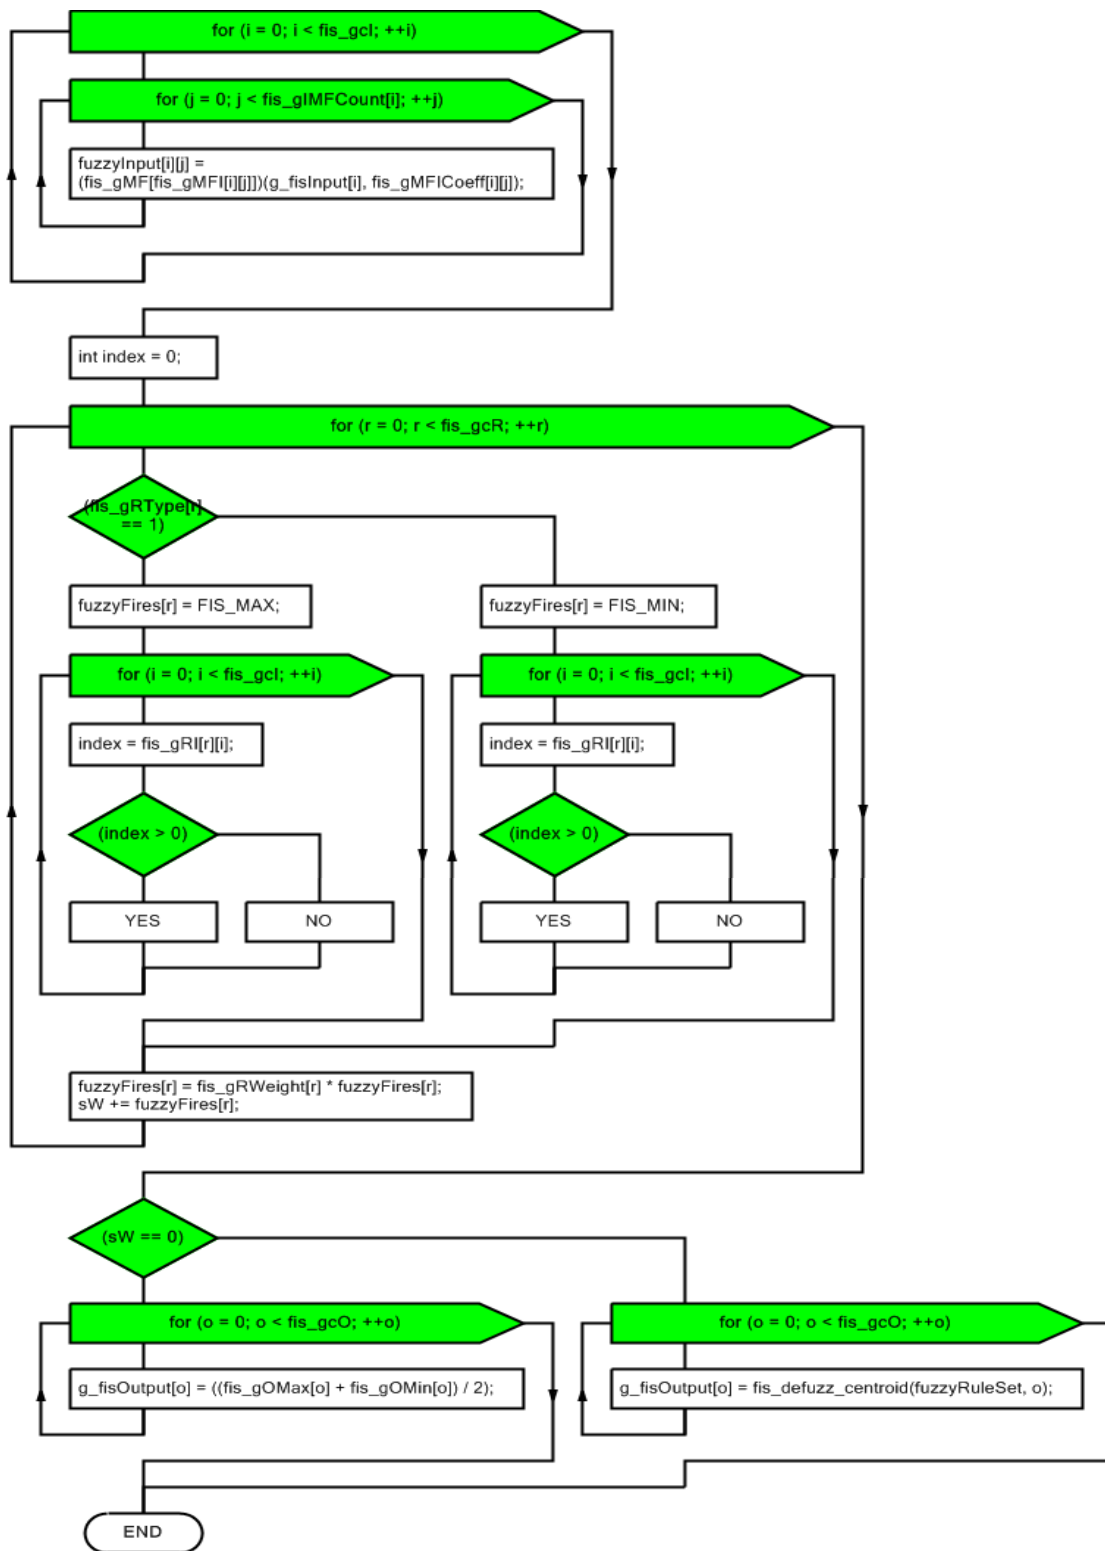 for (i = 0; i < fis_gcI; ++i)
for (j = 0; j < fis_gIMFCount[i]; ++j)
fuzzyInput[i][j] =
(fis_gMF[fis_gMFI[i][j]])(g_fisInput[i], fis_gMFICoeff[i][j]);
int index = 0;
for (r = 0; r < fis_gcR; ++r)
(fis_gRType[r]
== 1)
fuzzyFires[r] = FIS_MAX;
fuzzyFires[r] = FIS_MIN;
for (i = 0; i < fis_gcI; ++i)
for (i = 0; i < fis_gcI; ++i)
index = fis_gRI[r][i];
index = fis_gRI[r][i];
(index > 0)
(index > 0)
YES
NO
YES
NO
fuzzyFires[r] = fis_gRWeight[r] * fuzzyFires[r];
sW += fuzzyFires[r];
(sW == 0)
for (o = 0; o < fis_gcO; ++o)
for (o = 0; o < fis_gcO; ++o)
g_fisOutput[o] = ((fis_gOMax[o] + fis_gOMin[o]) / 2);
g_fisOutput[o] = fis_defuzz_centroid(fuzzyRuleSet, o);
END